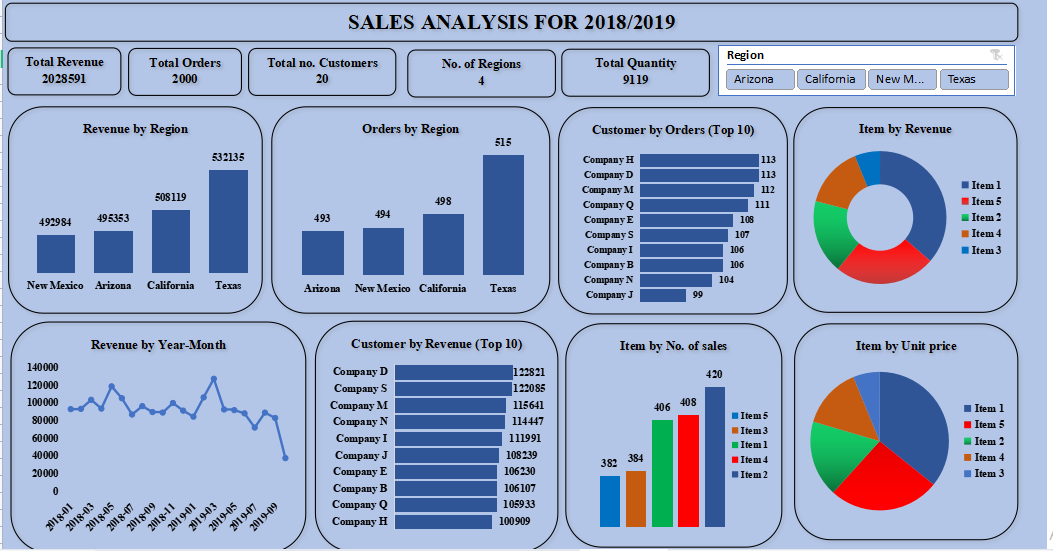 SALES ANALYSIS FOR 2018/2019
Total Revenue
2028591
Total Orders
2000
Total no. Customers
20
No. of Regions
4
Total Quantity
9119
Region
Arizona
California
New M...
Texas
Revenue by Region
492984
495353
508119
532135
New Mexico
Arizona
California
Texas
Orders by Region
493
494
498
515
Arizona
New Mexico
California
Texas
Customer by Orders (Top 10)
Company H 113
Company D 113
Company M 112
Company Q 111
Company E 108
Company S 107
Company I 106
Company B 106
Company N 104
Company J 99
Item by Revenue
Item 1
Item 5
Item 2
Item 4
Item 3
Revenue by Year-Month
140000
120000
100000
80000
60000
40000
20000
0
2018-01
2018-03
2018-05
2018-07
2018-09
2018-11
2019-01
2019-03
2019-05
2019-07
2019-09
Customer by Revenue (Top 10)
Company D 122821
Company S 122085
Company M 115641
Company N 114447
Company I 111991
Company J 108239
Company E 106230
Company B 106107
Company Q 105933
Company H 100909
Item by No. of sales
382
384
406
408
420
Item 5
Item 3
Item 1
Item 4
Item 2
Item by Unit price
Item 1
Item 5
Item 2
Item 4
Item 3